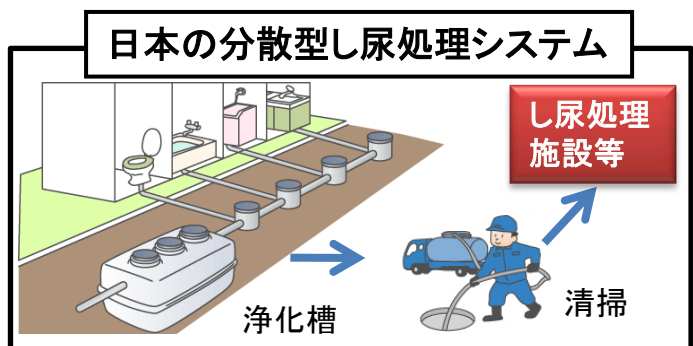 日本の分散型し尿処理システム
し尿処理
施設等
浄化槽
清掃